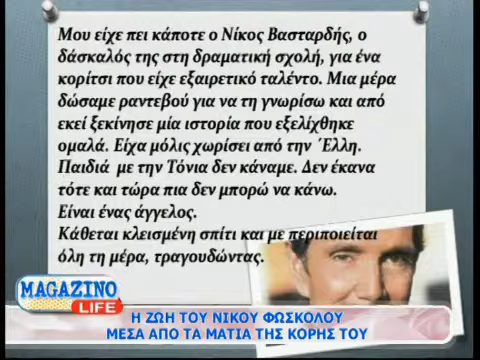 Μου είχε πει κάποτε ο Νίκος Βασταρδής, ο
δάσκαλός της στη δραματική σχολή, για ένα
κορίτσι που είχε εξαιρετικό ταλέντο. Μια μέρα
δώσαμε ραντεβού για να τη γνωρίσω και από
εκεί ξεκίνησε μία ιστορία που εξελίχθηκε
ομαλά. Είχα μόλις χωρίσει από την Έλλη.
Παιδιά με την Τόνια δεν κάναμε. Δεν έκανα
τότε και τώρα πια δεν μπορώ να κάνω.
Είναι ένας άγγελος.
Κάθεται κλεισμένη σπίτι και με περιποιείται
όλη τη μέρα, τραγουδώντας.
MAGAZINO
LIFE
Η ΖΩΗ ΤΟΥ ΝΙΚΟΥ ΦΩΣΚΟΛΟΥ
ΜΕΣΑ ΑΠΟ ΤΑ ΜΑΤΙΑ ΤΗΣ ΚΟΡΗΣ ΤΟΥ